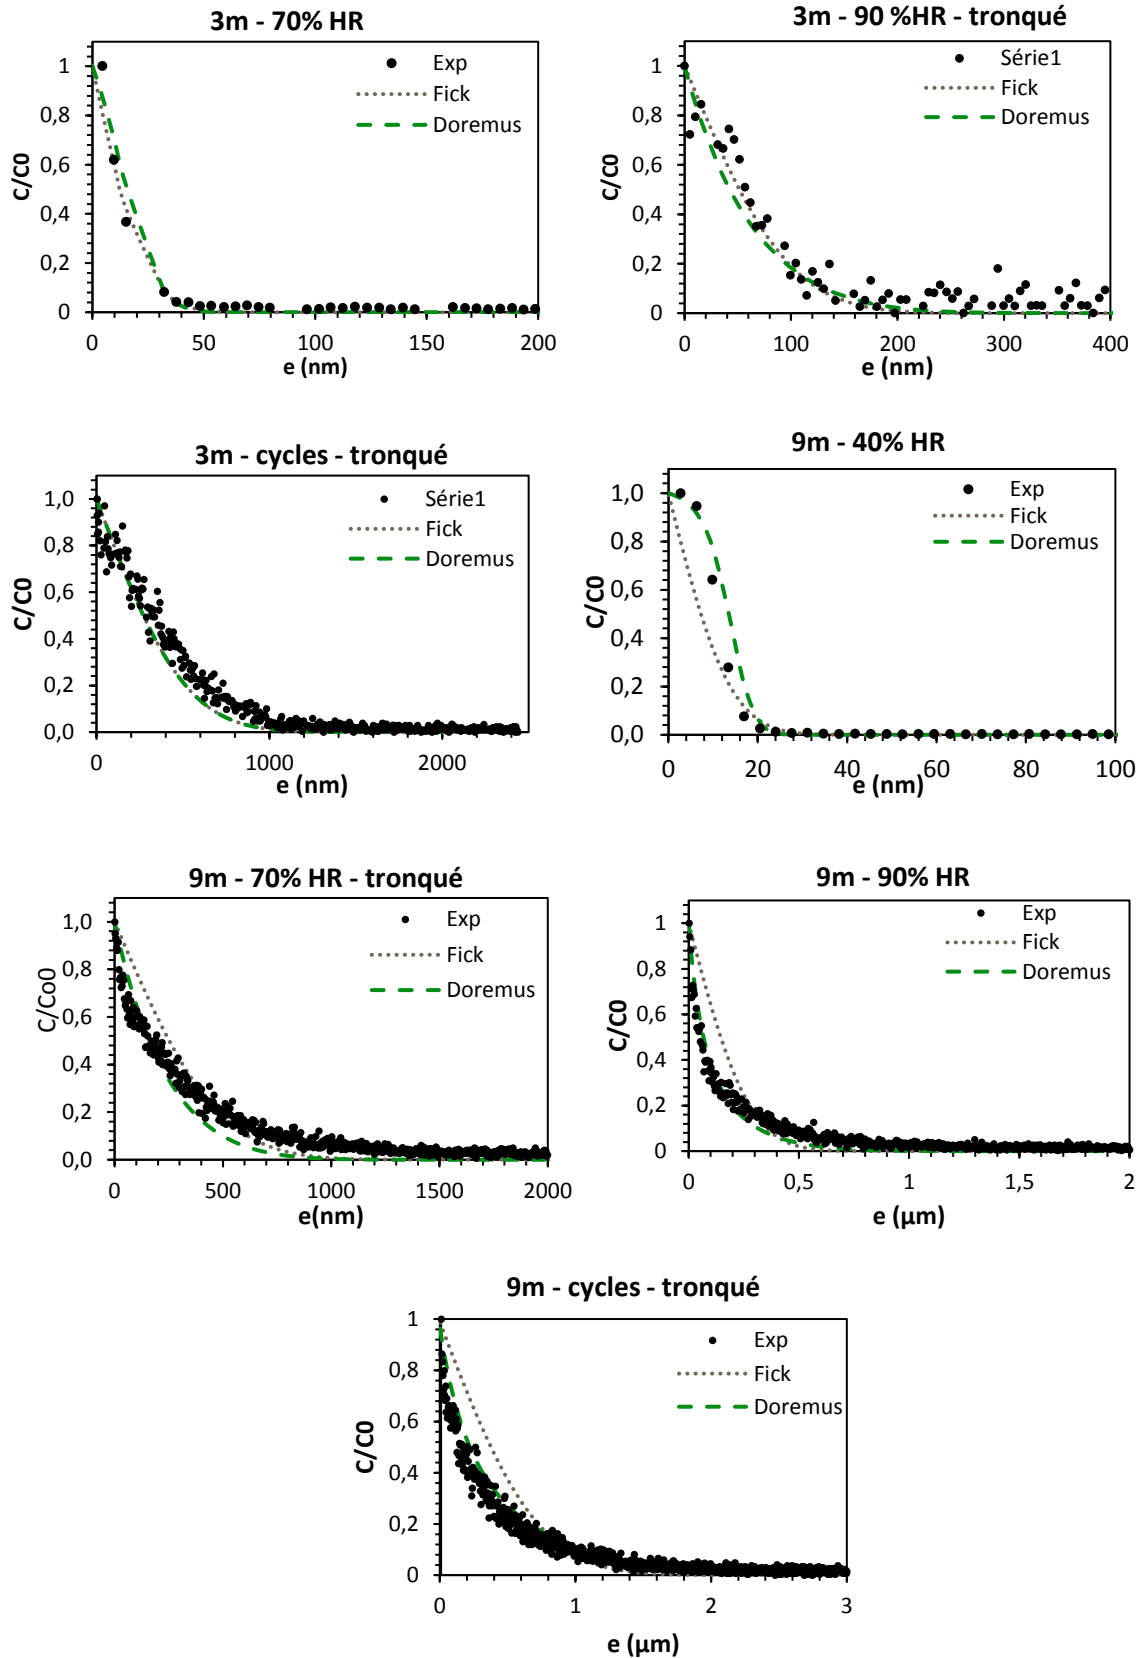 3m - 70% HR
Exp
Fick
Doremus
C/C0
1
0,8
0,6
0,4
0,2
0
0 50 100 150 200
e (nm)
3m - 90 %HR - tronqué
Série1
Fick
Doremus
C/C0
1
0,8
0,6
0,4
0,2
0
0 100 200 300 400
e (nm)
3m - cycles - tronqué
Série1
Fick
Doremus
C/C0
1,0
0,8
0,6
0,4
0,2
0,0
0 1000 2000
e (nm)
9m - 40% HR
Exp
Fick
Doremus
C/C0
1,0
0,8
0,6
0,4
0,2
0,0
0 20 40 60 80 100
e (nm)
9m - 70% HR - tronqué
Exp
Fick
Doremus
C/Co0
1,0
0,8
0,6
0,4
0,2
0,0
0 500 1000 1500 2000
e(nm)
9m - 90% HR
Exp
Fick
Doremus
C/C0
1
0,8
0,6
0,4
0,2
0
0 0,5 1 1,5 2
e (µm)
9m - cycles - tronqué
Exp
Fick
Doremus
C/C0
1
0,8
0,6
0,4
0,2
0
0 1 2 3
e (µm)